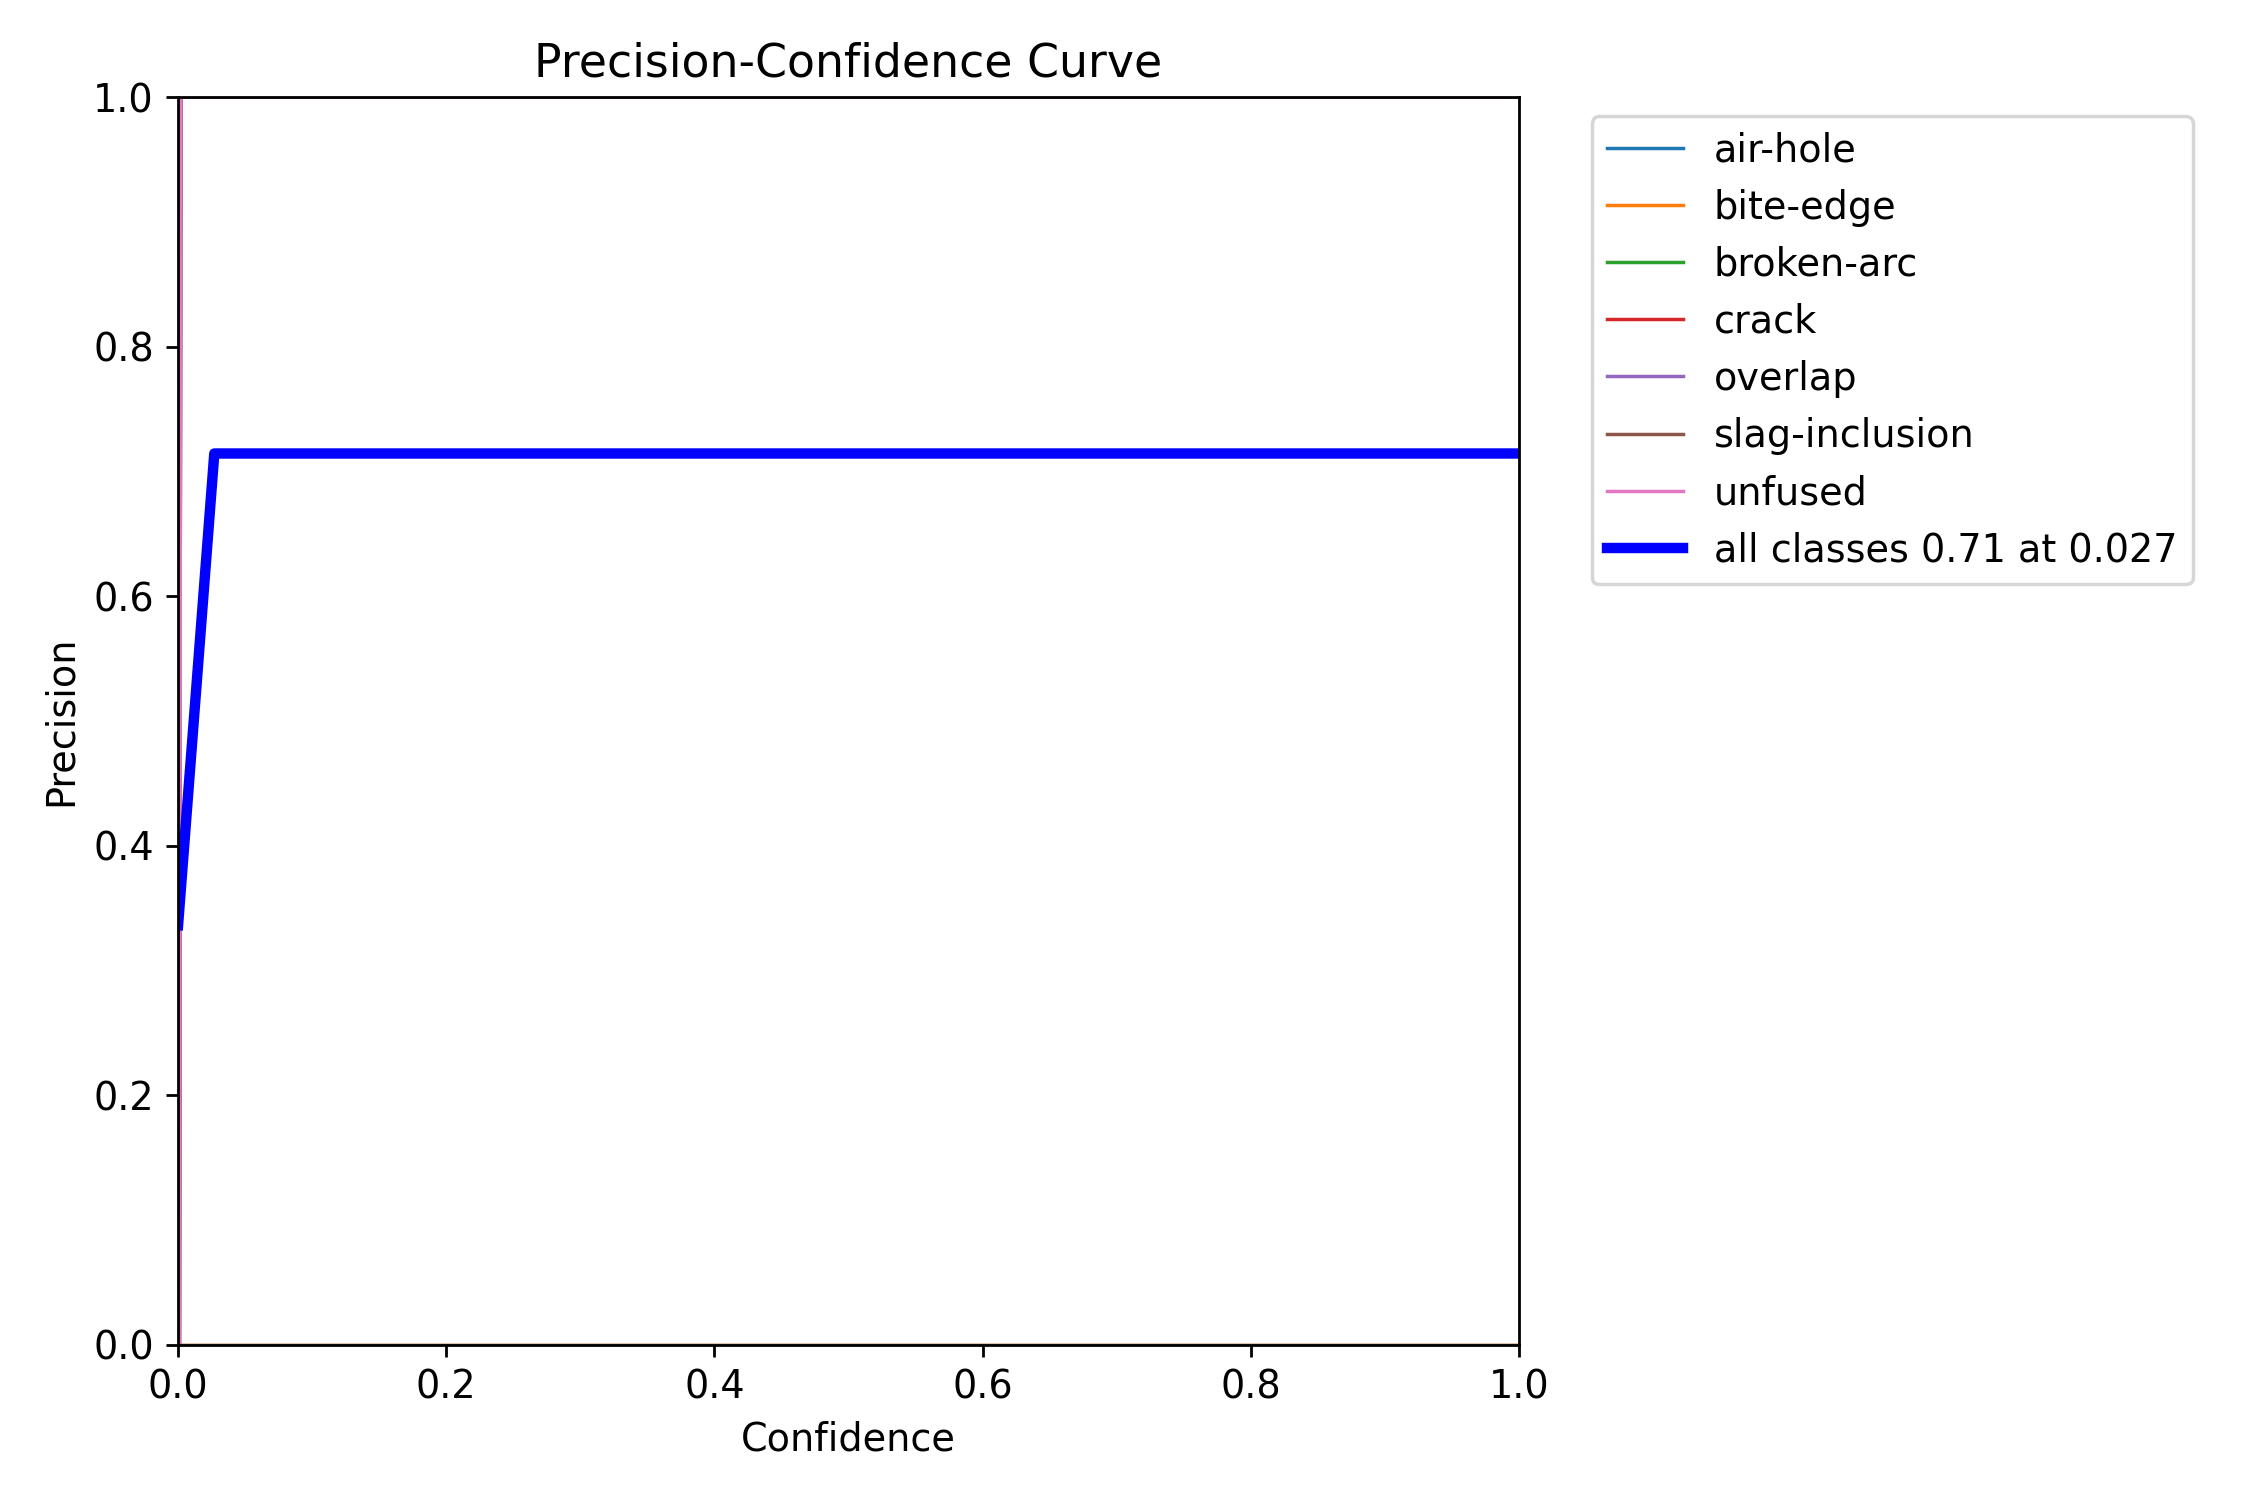 Precision-Confidence Curve
1.0
0.8
0.6
0.4
0.2
0.0
Precision
0.0 0.2 0.4 0.6 0.8 1.0
Confidence
air-hole
bite-edge
broken-arc
crack
overlap
slag-inclusion
unfused
all classes 0.71 at 0.027